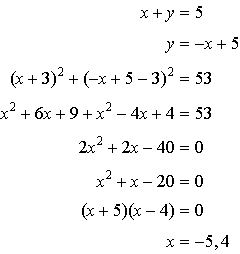 x + y = 5
y = −x + 5
(x + 3)² + (−x + 5 − 3)² = 53
x² + 6x + 9 + x² − 4x + 4 = 53
2x² + 2x − 40 = 0
x² + x − 20 = 0
(x + 5)(x − 4) = 0
x = −5, 4